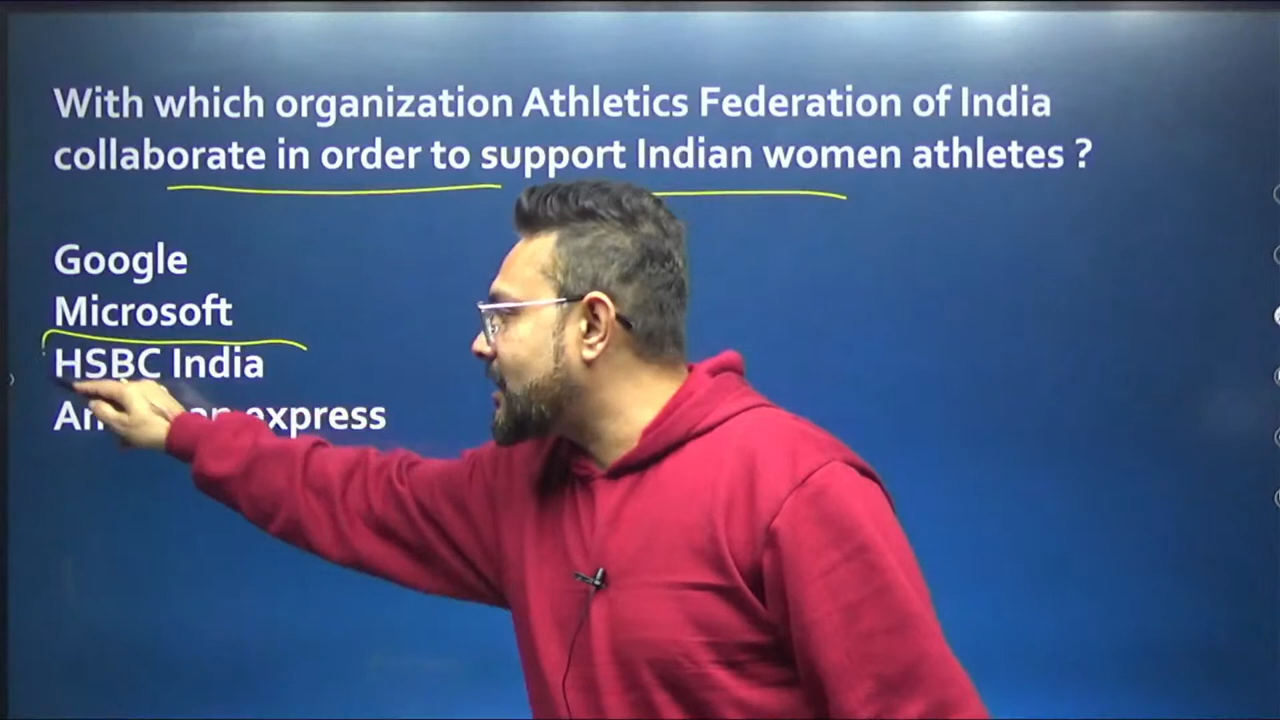 With which organization Athletics Federation of India
collaborate in order to support Indian women athletes ?
Google
Microsoft
HSBC India
express